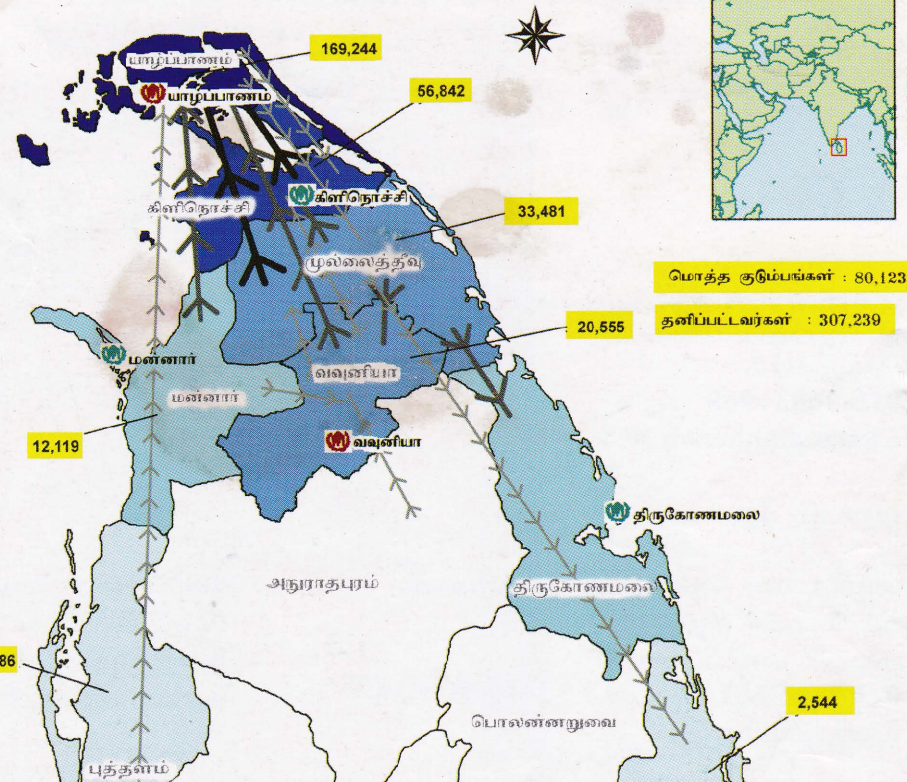 169,244
யாழ்ப்பாணம்
யாழ்ப்பாணம்
56,842
கிளிநொச்சி
கிளிநொச்சி
33,481
முல்லைத்தீவு
மொத்த குடும்பங்கள் : 80,123
தனிப்பட்டவர்கள் : 307,239
20,555
மன்னார்
வவுனியா
மன்னார்
12,119
வவுனியா
திருகோணமலை
அநுராதபுரம்
திருகோணமலை
86
2,544
பொலன்னறுவை
புத்தளம்